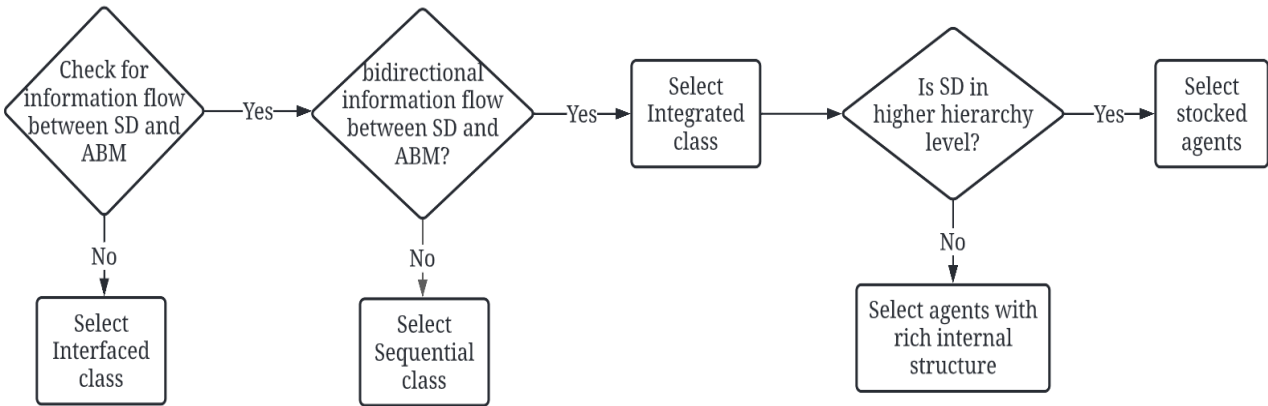 Check for
information flow
between SD and
ABM
Yes
bidirectional
information flow
between SD and
ABM?
Yes
Select
Integrated
class
Is SD in
higher hierarchy
level?
Yes
Select
stocked
agents
No
No
No
Select
Interfaced
class
Select
Sequential
class
Select agents with
rich internal
structure